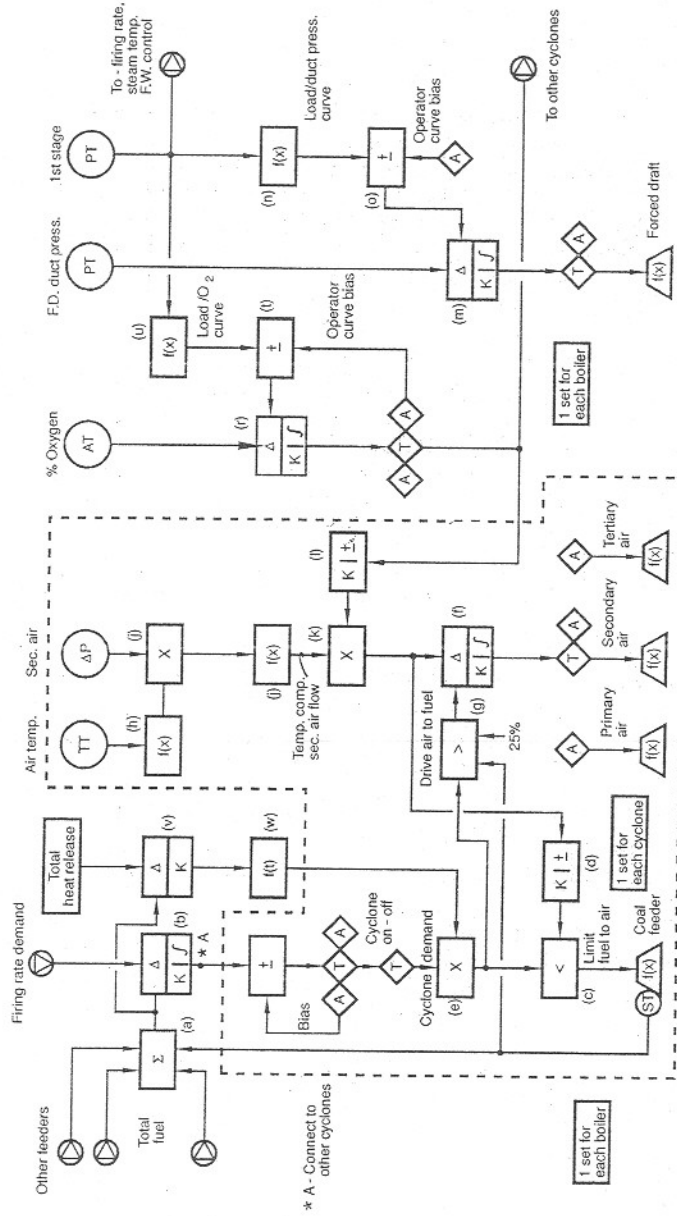 Other feeders
Total
fuel
Σ
(a)
Firing rate demand
Δ
K ∫
(b)
* A
Total
heat release
Δ
K
(v)
f(t)
(w)
* A - Connect to
other cyclones
±
Bias
A
T
A
Cyclone
on - off
T
Cyclone demand
X
(e)
<
(c)
Limit
fuel to air
K ±
(d)
Coal
feeder
ST
f(x)
1 set for
each boiler
1 set for
each cyclone
Air temp.
TT
(h)
f(x)
Sec. air
ΔP
(j)
X
f(x)
(j)
Temp. comp.
sec. air flow
X
(k)
K ±
(l)
Drive air to fuel
>
(g)
25%
Δ
K ∫
(f)
T
A
A
Primary
air
f(x)
Secondary
air
f(x)
A
Tertiary
air
f(x)
% Oxygen
AT
(u)
f(x)
Load /O2
curve
(t)
±
Δ
K ∫
(r)
Operator
curve bias
A
T
A
F.D. duct press.
PT
1st stage
PT
To - firing rate,
steam temp.
F.W. control
f(x)
(n)
Load/duct press.
curve
±
(o)
Operator
curve bias
A
Δ
K ∫
(m)
To other cyclones
T
A
f(x)
Forced draft
1 set for
each boiler